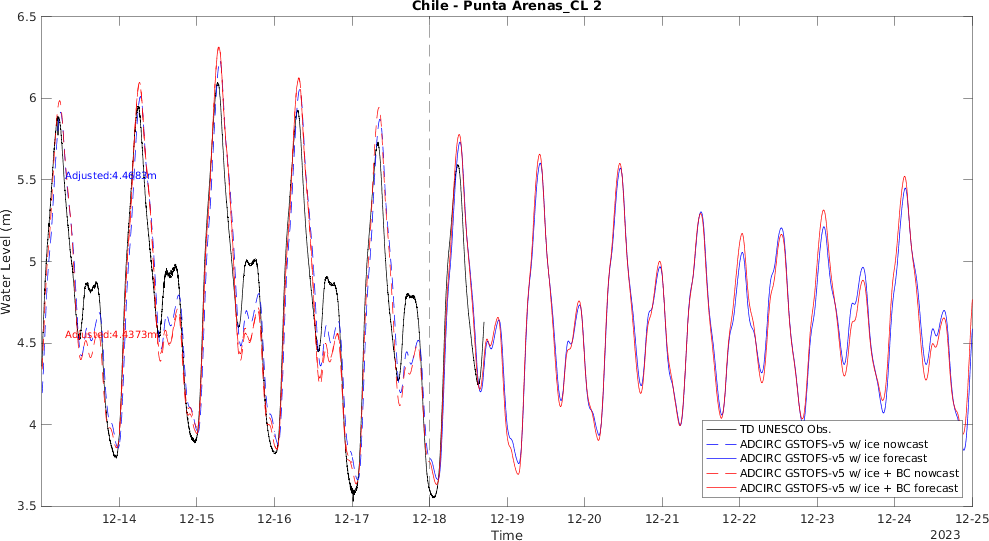 Chile - Punta Arenas_CL 2
6.5
6
5.5
5
4.5
4
3.5
Water Level (m)
Adjusted:4.4683m
Adjusted:4.4373m
TD UNESCO Obs.
ADCIRC GSTOFS-v5 w/ ice nowcast
ADCIRC GSTOFS-v5 w/ ice forecast
ADCIRC GSTOFS-v5 w/ ice + BC nowcast
ADCIRC GSTOFS-v5 w/ ice + BC forecast
12-14 12-15 12-16 12-17 12-18 12-19 12-20 12-21 12-22 12-23 12-24 12-25
Time
2023